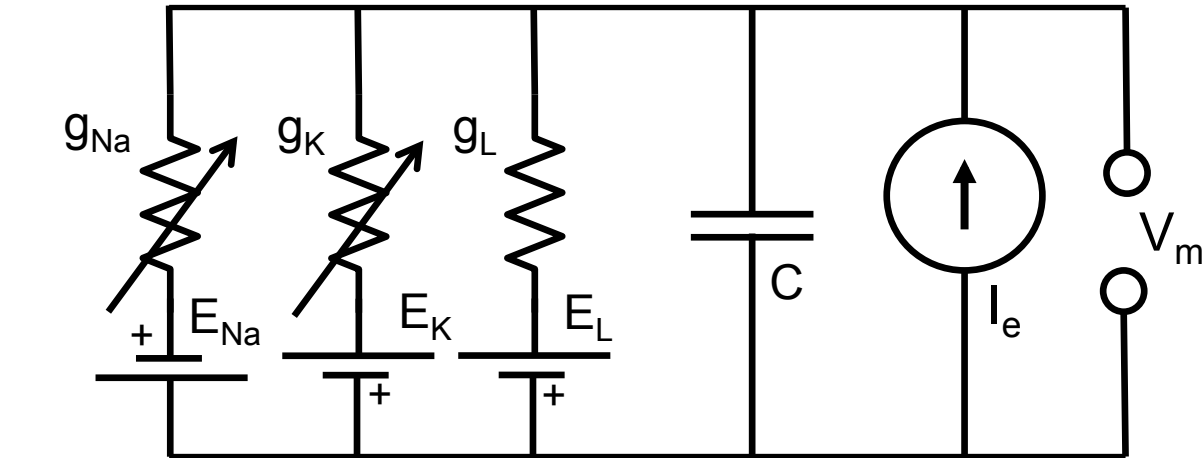 g_Na
g_K
g_L
C
V_m
I_e
+
E_Na
E_K
+
E_L
+